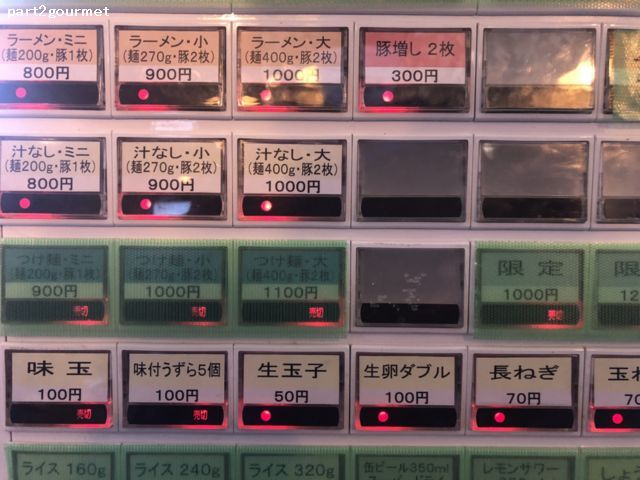 part2gourmet
ラーメン・ミニ
(麺200g・豚1枚)
800円
ラーメン・小
(麺270g・豚2枚)
900円
ラーメン・大
(麺400g・豚2枚)
1000円
豚増し 2枚
300円
汁なし・ミニ
(麺200g・豚1枚)
800円
汁なし・小
(麺270g・豚2枚)
900円
汁なし・大
(麺400g・豚2枚)
1000円
つけ麺・ミニ
(麺200g・豚1枚)
900円
売切
つけ麺・小
(麺270g・豚2枚)
1000円
売切
つけ麺・大
(麺400g・豚2枚)
1100円
売切
限定
1000円
売切
限
12
味玉
100円
売切
味付うずら5個
100円
売切
生玉子
50円
生卵ダブル
100円
長ねぎ
70円
玉ね
70
ライス 160g
ライス 240g
ライス 320g
缶ビール350ml
レモンサワー
しょう